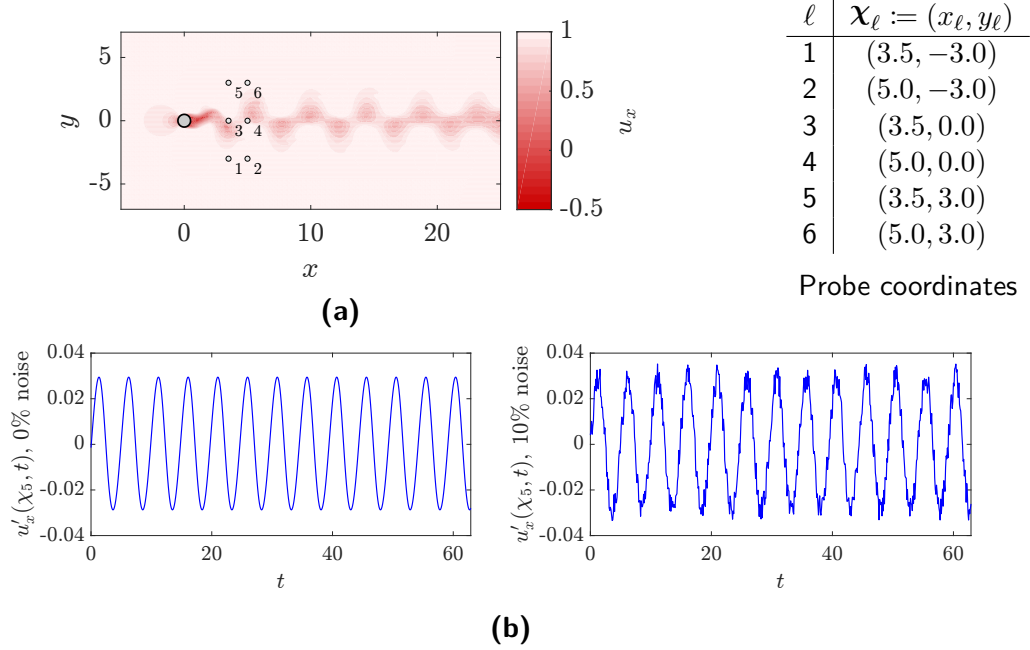 5
0
-5
y
5 6
3 4
1 2
0 10 20
x
1
0.5
0
-0.5
u_x
(a)
ℓ χ_ℓ := (x_ℓ, y_ℓ)
1 (3.5, −3.0)
2 (5.0, −3.0)
3 (3.5, 0.0)
4 (5.0, 0.0)
5 (3.5, 3.0)
6 (5.0, 3.0)
Probe coordinates
u′_x(χ_5, t), 0% noise
0.04
0.02
0
-0.02
-0.04
0 20 40 60
t
u′_x(χ_5, t), 10% noise
0.04
0.02
0
-0.02
-0.04
0 20 40 60
t
(b)